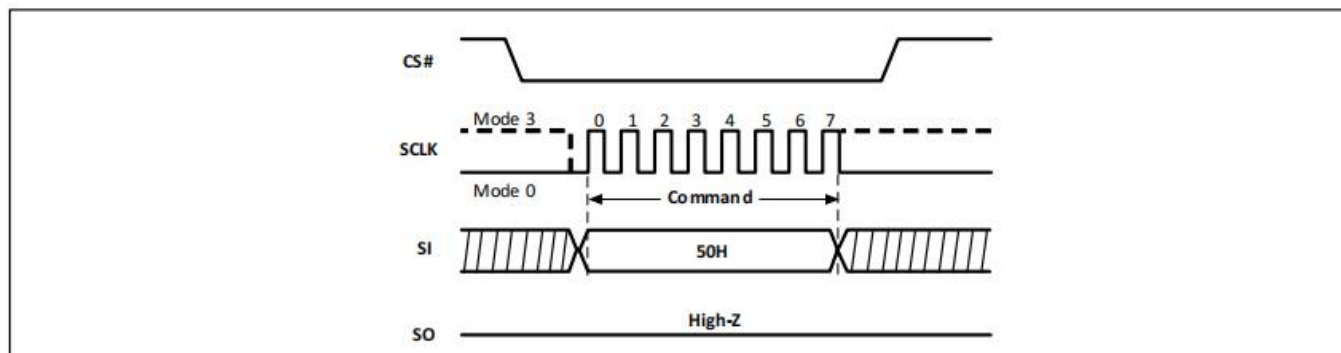 CS#
Mode 3
0 1 2 3 4 5 6 7
SCLK
Mode 0
Command
SI
50H
High-Z
SO